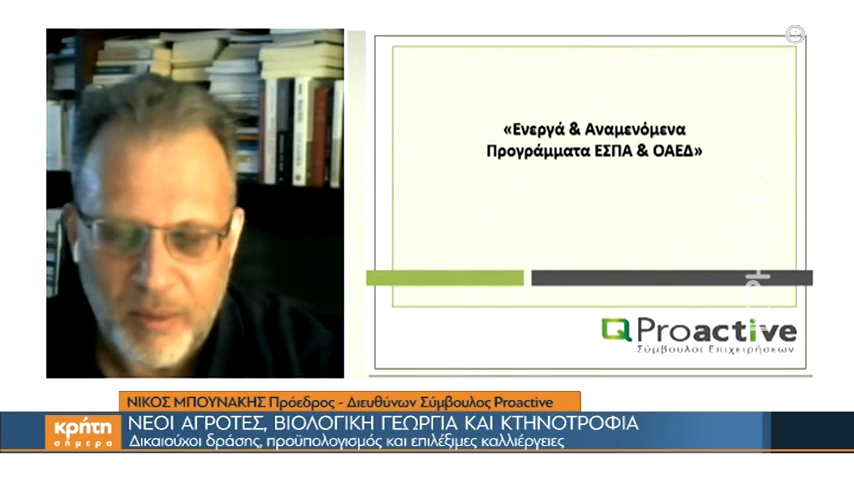 «Ενεργά & Αναμενόμενα
Προγράμματα ΕΣΠΑ & ΟΑΕΔ»
Proactive
Σύμβουλοι Επιχειρήσεων
ΝΙΚΟΣ ΜΠΟΥΝΑΚΗΣ Πρόεδρος - Διευθύνων Σύμβουλος Proactive
κρήτη
σήμερα
ΝΕΟΙ ΑΓΡΟΤΕΣ, ΒΙΟΛΟΓΙΚΗ ΓΕΩΡΓΙΑ ΚΑΙ ΚΤΗΝΟΤΡΟΦΙΑ
Δικαιούχοι δράσης, προϋπολογισμός και επιλέξιμες καλλιέργειες